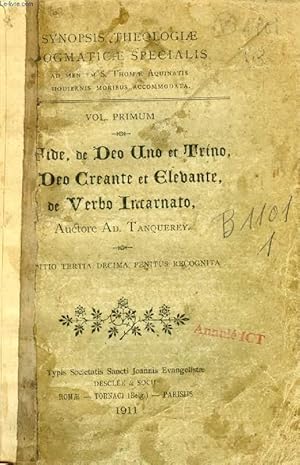 SYNOPSIS THEOLOGIÆ
DOGMATICÆ SPECIALIS
AD MENTEM S. THOMÆ AQUINATIS
HODIERNIS MORIBUS ACCOMMODATA.
VOL. PRIMUM
Fide, de Deo Uno et Trino,
Deo Creante et Elevante,
de Verbo Incarnato,
Auctore AD. TANQUEREY.
B 1101
1
EDITIO TERTIA DECIMA PENITUS RECOGNITA
Annulé ICT
Typis Societatis Sancti Joannis Evangelistæ
DESCLÉE & SOCII
ROMÆ — TORNACI (Belg.) — PARISIIS
1911